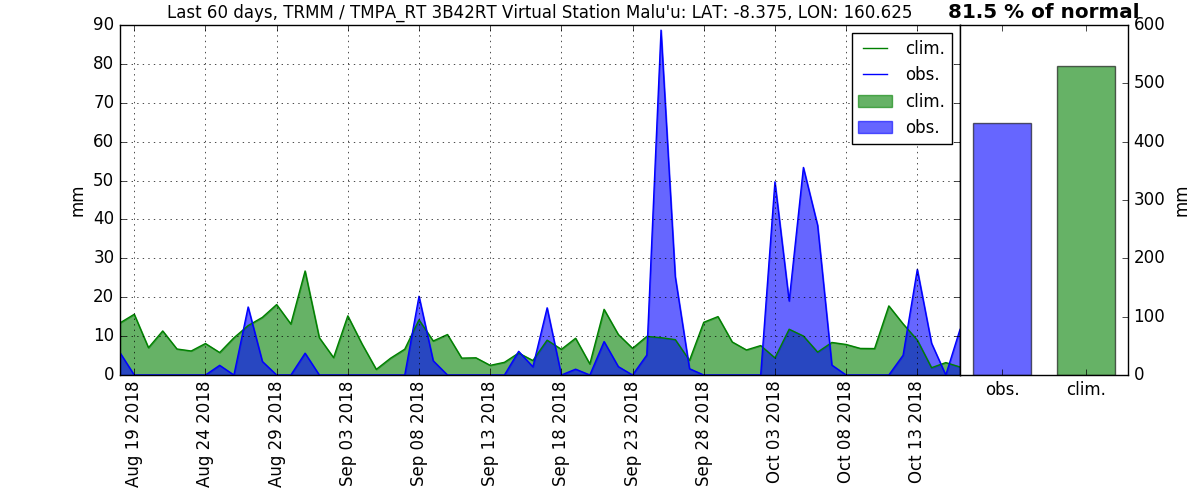 Last 60 days, TRMM / TMPA_RT 3B42RT Virtual Station Malu'u: LAT: -8.375, LON: 160.625
81.5 % of normal
90
80
70
60
50
40
30
20
10
0
mm
clim.
obs.
clim.
obs.
Aug 19 2018
Aug 24 2018
Aug 29 2018
Sep 03 2018
Sep 08 2018
Sep 13 2018
Sep 18 2018
Sep 23 2018
Sep 28 2018
Oct 03 2018
Oct 08 2018
Oct 13 2018
600
500
400
300
200
100
0
mm
obs.
clim.